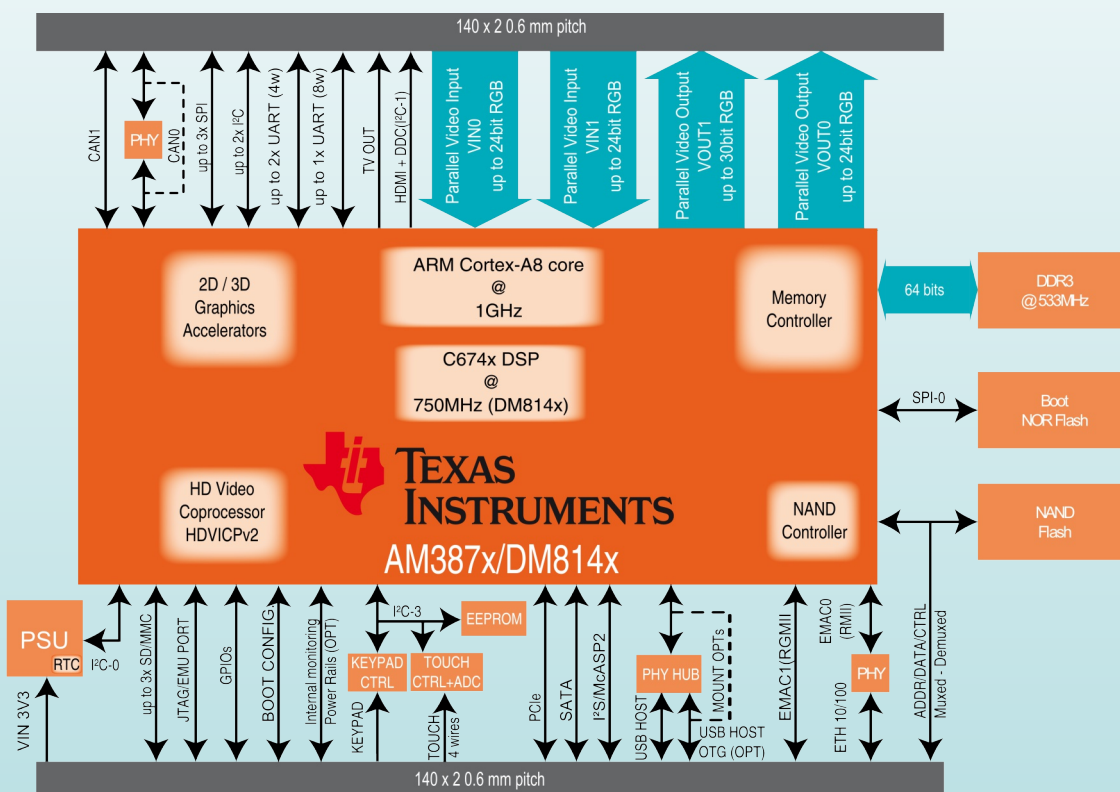 140 x 2 0.6 mm pitch
CAN1
PHY
CAN0
up to 3x SPI
up to 2x I²C
up to 2x UART (4w)
up to 1x UART (8w)
TV OUT
HDMI + DDC(I²C-1)
Parallel Video Input
VIN0
up to 24bit RGB
Parallel Video Input
VIN1
up to 24bit RGB
Parallel Video Output
VOUT1
up to 30bit RGB
Parallel Video Output
VOUT0
up to 24bit RGB
2D / 3D
Graphics
Accelerators
ARM Cortex-A8 core
@
1GHz
C674x DSP
@
750MHz (DM814x)
Memory
Controller
64 bits
DDR3
@533MHz
SPI-0
Boot
NOR Flash
HD Video
Coprocessor
HDVICPv2
TEXAS
INSTRUMENTS
AM387x/DM814x
NAND
Controller
NAND
Flash
PSU
RTC
I²C-0
VIN 3V3
up to 3x SD/MMC
JTAG/EMU PORT
GPIOs
BOOT CONFIG.
Internal monitoring
Power Rails (OPT)
I²C-3
EEPROM
KEYPAD
CTRL
TOUCH
CTRL+ADC
KEYPAD
TOUCH
4 wires
PCIe
SATA
I²S/McASP2
PHY HUB
MOUNT OPTs
USB HOST
USB HOST
OTG (OPT)
EMAC1(RGMII)
EMAC0
(RMII)
PHY
ETH 10/100
ADDR/DATA/CTRL
Muxed - Demuxed
140 x 2 0.6 mm pitch